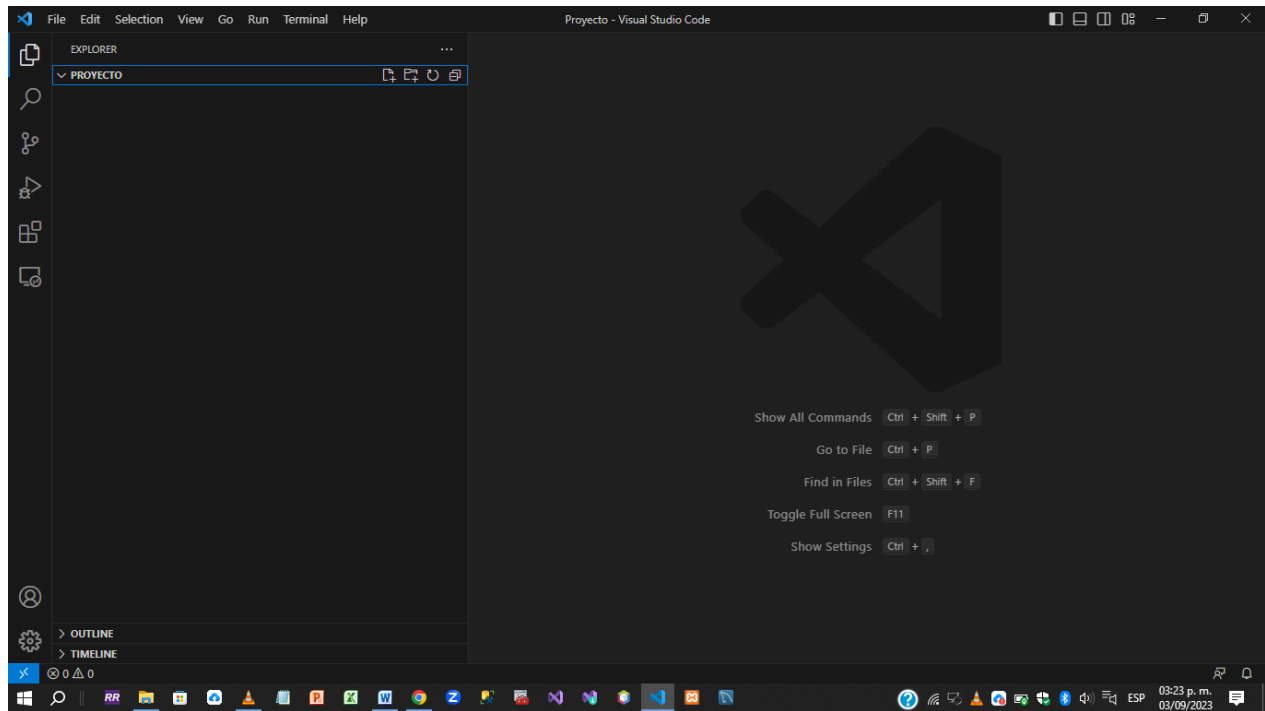 File Edit Selection View Go Run Terminal Help Proyecto - Visual Studio Code
EXPLORER
PROYECTO
Show All Commands Ctrl + Shift + P
Go to File Ctrl + P
Find in Files Ctrl + Shift + F
Toggle Full Screen F11
Show Settings Ctrl + ,
OUTLINE
TIMELINE
0 0
RR P X W Z ESP 03:23 p. m.
03/09/2023